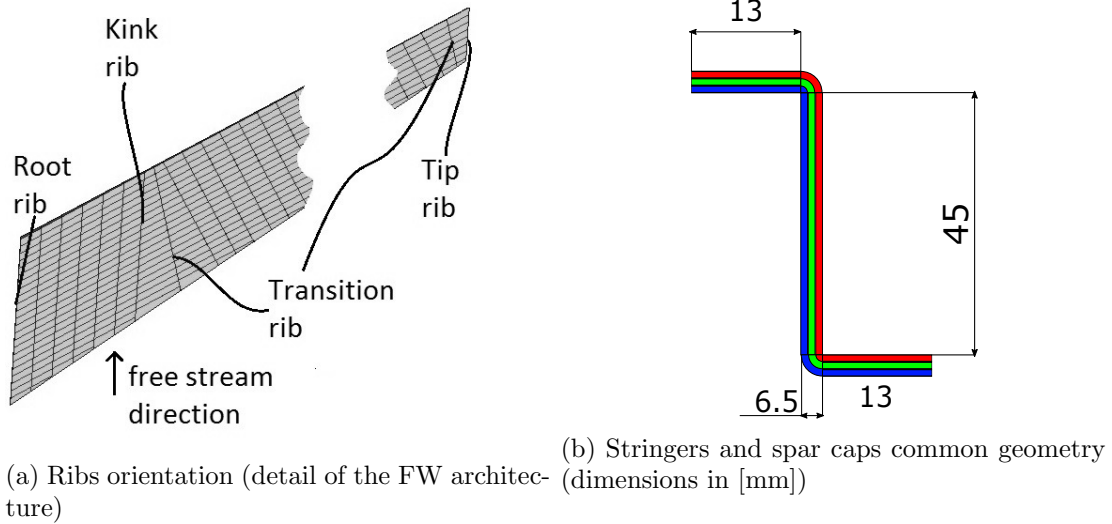 Kink
rib
Root
rib
Tip
rib
Transition
rib
free stream
direction
(a) Ribs orientation (detail of the FW architec-
ture)
13
45
6.5
13
(b) Stringers and spar caps common geometry
(dimensions in [mm])